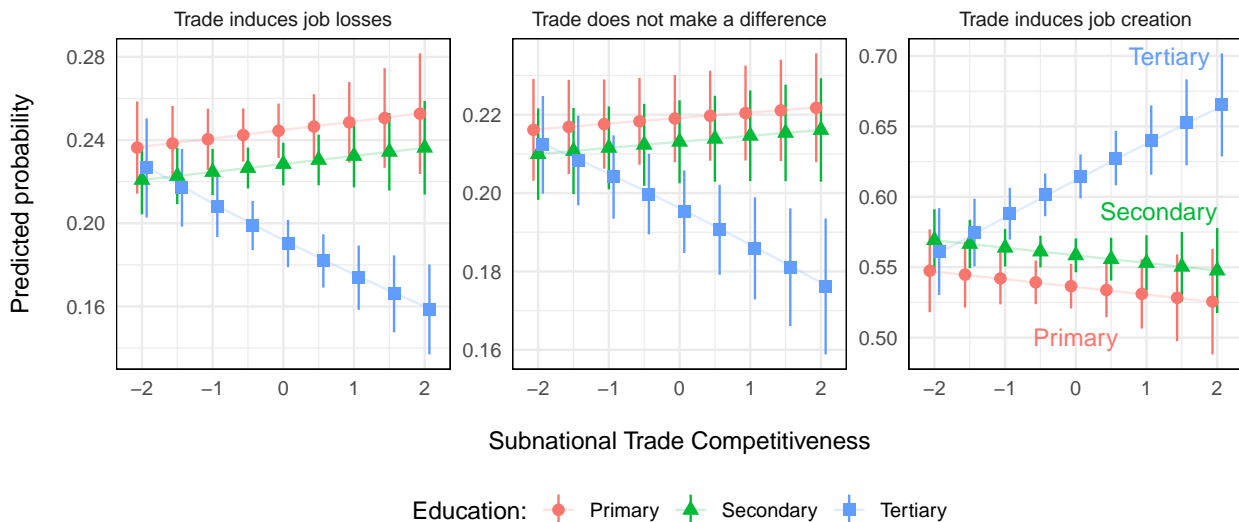 Trade induces job losses
Trade does not make a difference
Trade induces job creation
Predicted probability
0.28
0.24
0.20
0.16
0.22
0.20
0.18
0.16
0.70
0.65
0.60
0.55
0.50
Tertiary
Secondary
Primary
−2 −1 0 1 2
−2 −1 0 1 2
−2 −1 0 1 2
Subnational Trade Competitiveness
Education: Primary Secondary Tertiary